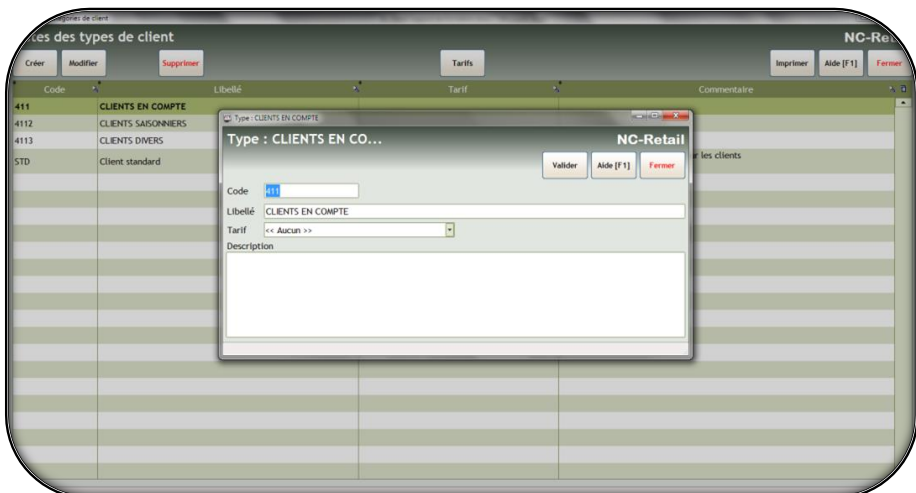 gories de client
tes des types de client NC-Ret
Créer Modifier Supprimer Tarifs Imprimer Aide [F1] Fermer
Code Libellé Tarif Commentaire
411 CLIENTS EN COMPTE
4112 CLIENTS SAISONNIERS
4113 CLIENTS DIVERS
STD Client standard r les clients
Type : CLIENTS EN COMPTE
Type : CLIENTS EN CO... NC-Retail
Valider Aide [F1] Fermer
Code 411
Libellé CLIENTS EN COMPTE
Tarif << Aucun >>
Description